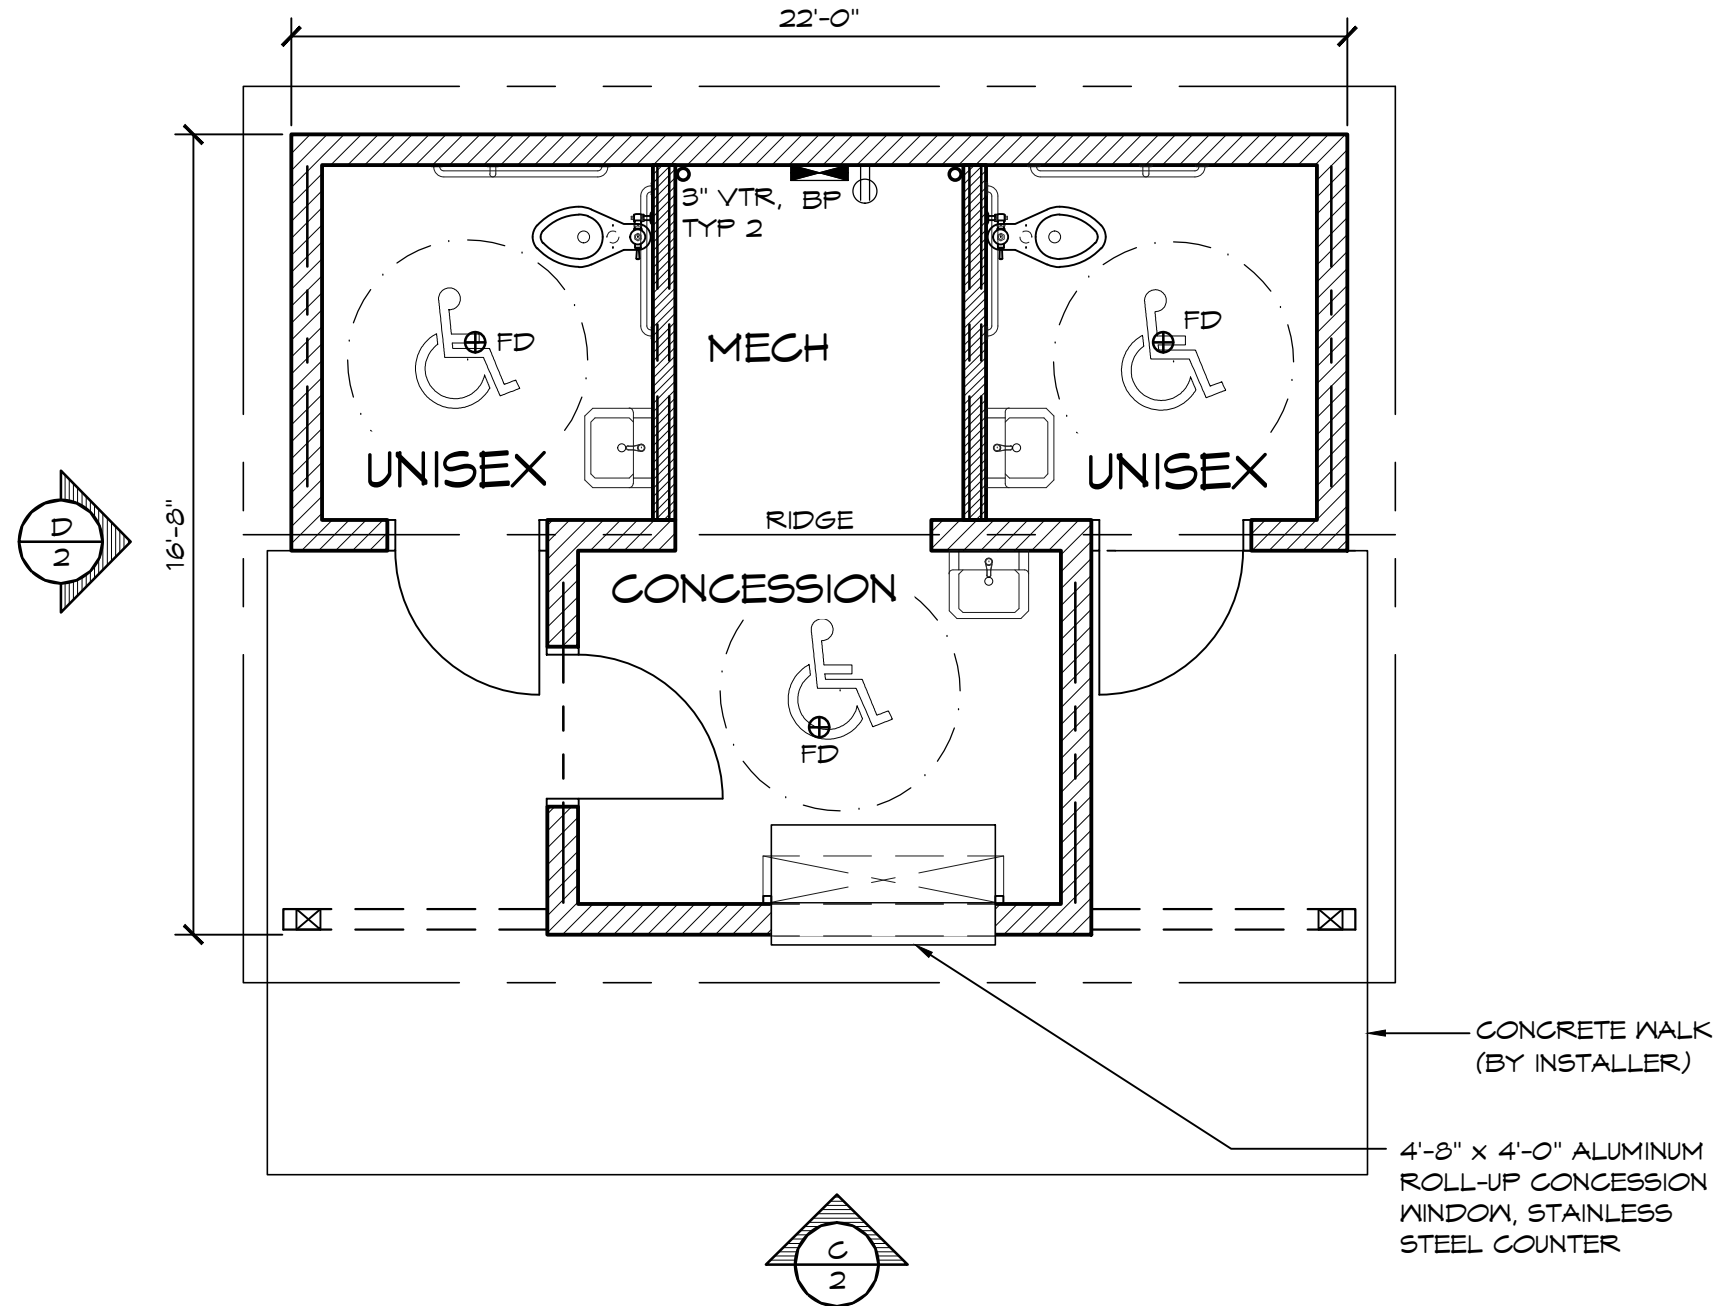 22'-0"
3" VTR,
TYP 2
BP
MECH
FD
FD
UNISEX
UNISEX
16'-8"
D
2
RIDGE
CONCESSION
FD
CONCRETE WALK
(BY INSTALLER)
4'-8" x 4'-0" ALUMINUM
ROLL-UP CONCESSION
WINDOW, STAINLESS
STEEL COUNTER
C
2